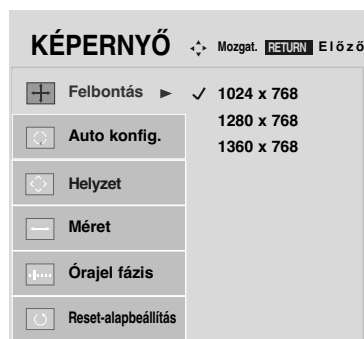 KÉPERNYŐ Mozgat. RETURN Előző
Felbontás ► ✓ 1024 x 768
1280 x 768
Auto konfig.
1360 x 768
Helyzet
Méret
Órajel fázis
Reset-alapbeállítás